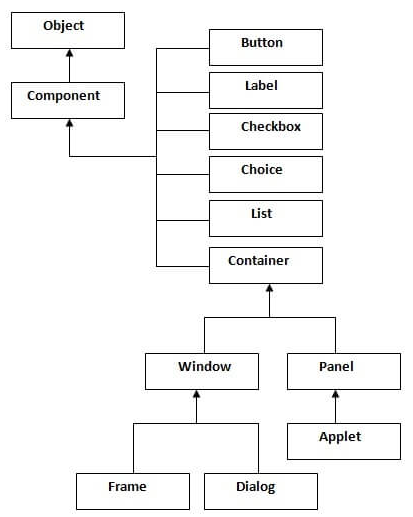 Object
Button
Label
Component
Checkbox
Choice
List
Container
Window
Panel
Applet
Frame
Dialog